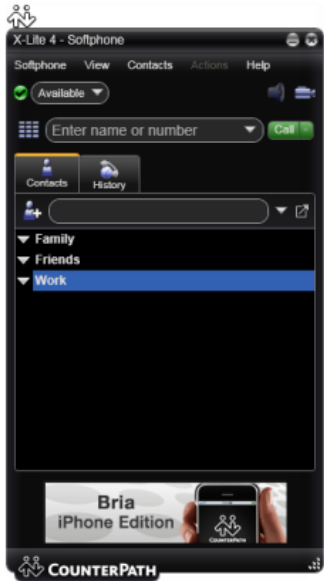 X-Lite 4 - Softphone
Softphone View Contacts Actions Help
Available
Enter name or number Call
Contacts History
Family
Friends
Work
Bria
iPhone Edition
COUNTERPATH
COUNTERPATH